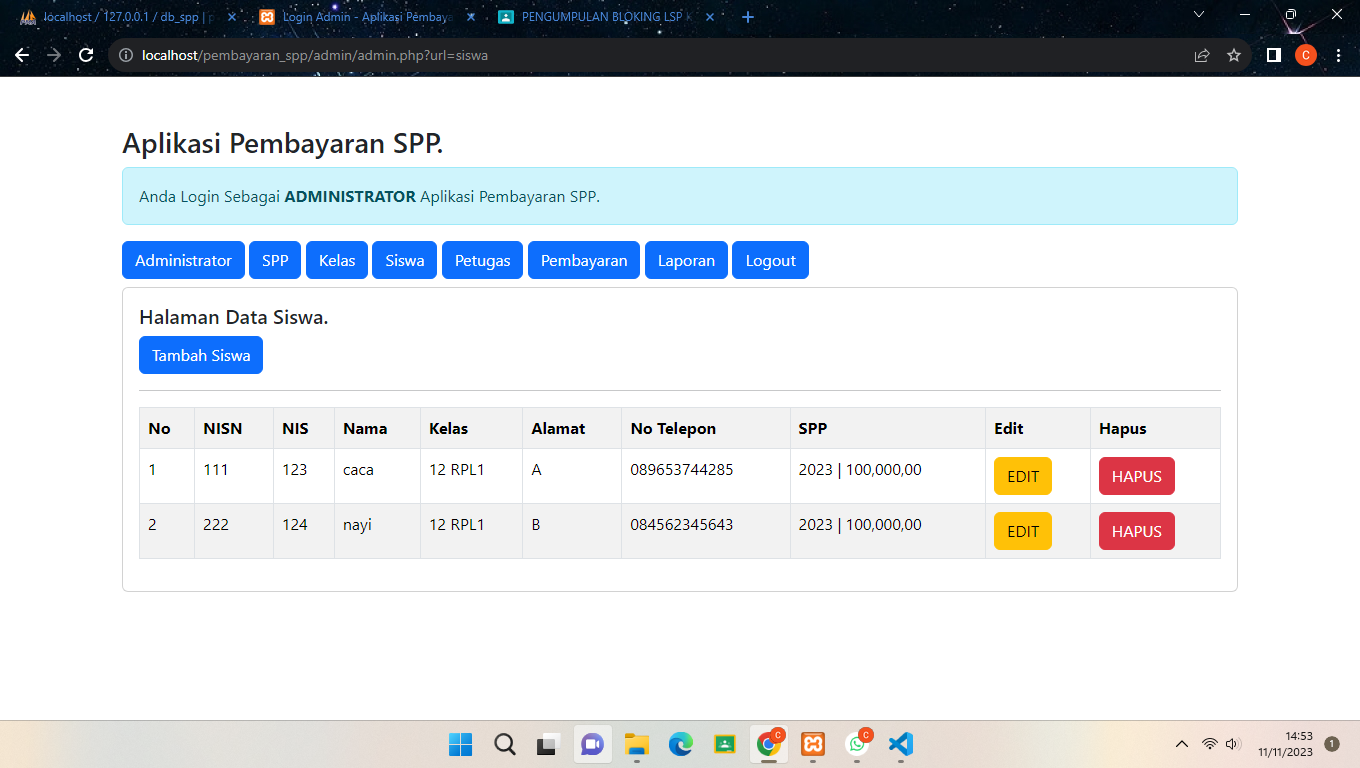 localhost / 127.0.0.1 / db_spp | p
Login Admin - Aplikasi Pembaya
PENGUMPULAN BLOKING LSP k
localhost/pembayaran_spp/admin/admin.php?url=siswa
C
Aplikasi Pembayaran SPP.
Anda Login Sebagai ADMINISTRATOR Aplikasi Pembayaran SPP.
Administrator SPP Kelas Siswa Petugas Pembayaran Laporan Logout
Halaman Data Siswa.
Tambah Siswa
No NISN NIS Nama Kelas Alamat No Telepon SPP Edit Hapus
1 111 123 caca 12 RPL1 A 089653744285 2023 | 100,000,00 EDIT HAPUS
2 222 124 nayi 12 RPL1 B 084562345643 2023 | 100,000,00 EDIT HAPUS
C
C
14:53
11/11/2023
1